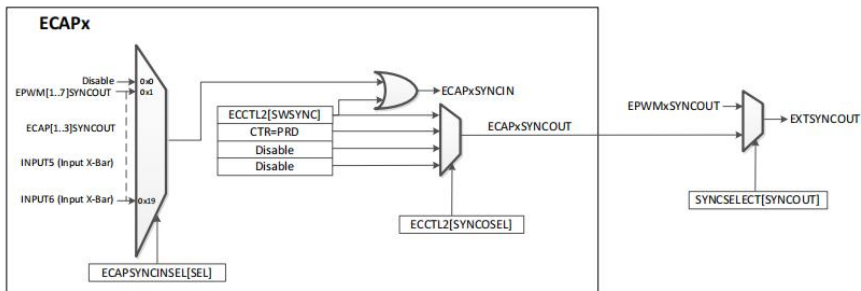 ECAPx
Disable
0x0
EPWM[1..7]SYNCOUT
0x1
ECAP[1..3]SYNCOUT
INPUT5 (Input X-Bar)
INPUT6 (Input X-Bar)
0x19
ECAPSYNCINSEL[SEL]
ECAPxSYNCIN
ECCTL2[SWSYNC]
CTR=PRD
Disable
Disable
ECAPxSYNCOUT
ECCTL2[SYNCOSEL]
EPWMxSYNCOUT
EXTSYNCOUT
SYNCSELECT[SYNCOUT]